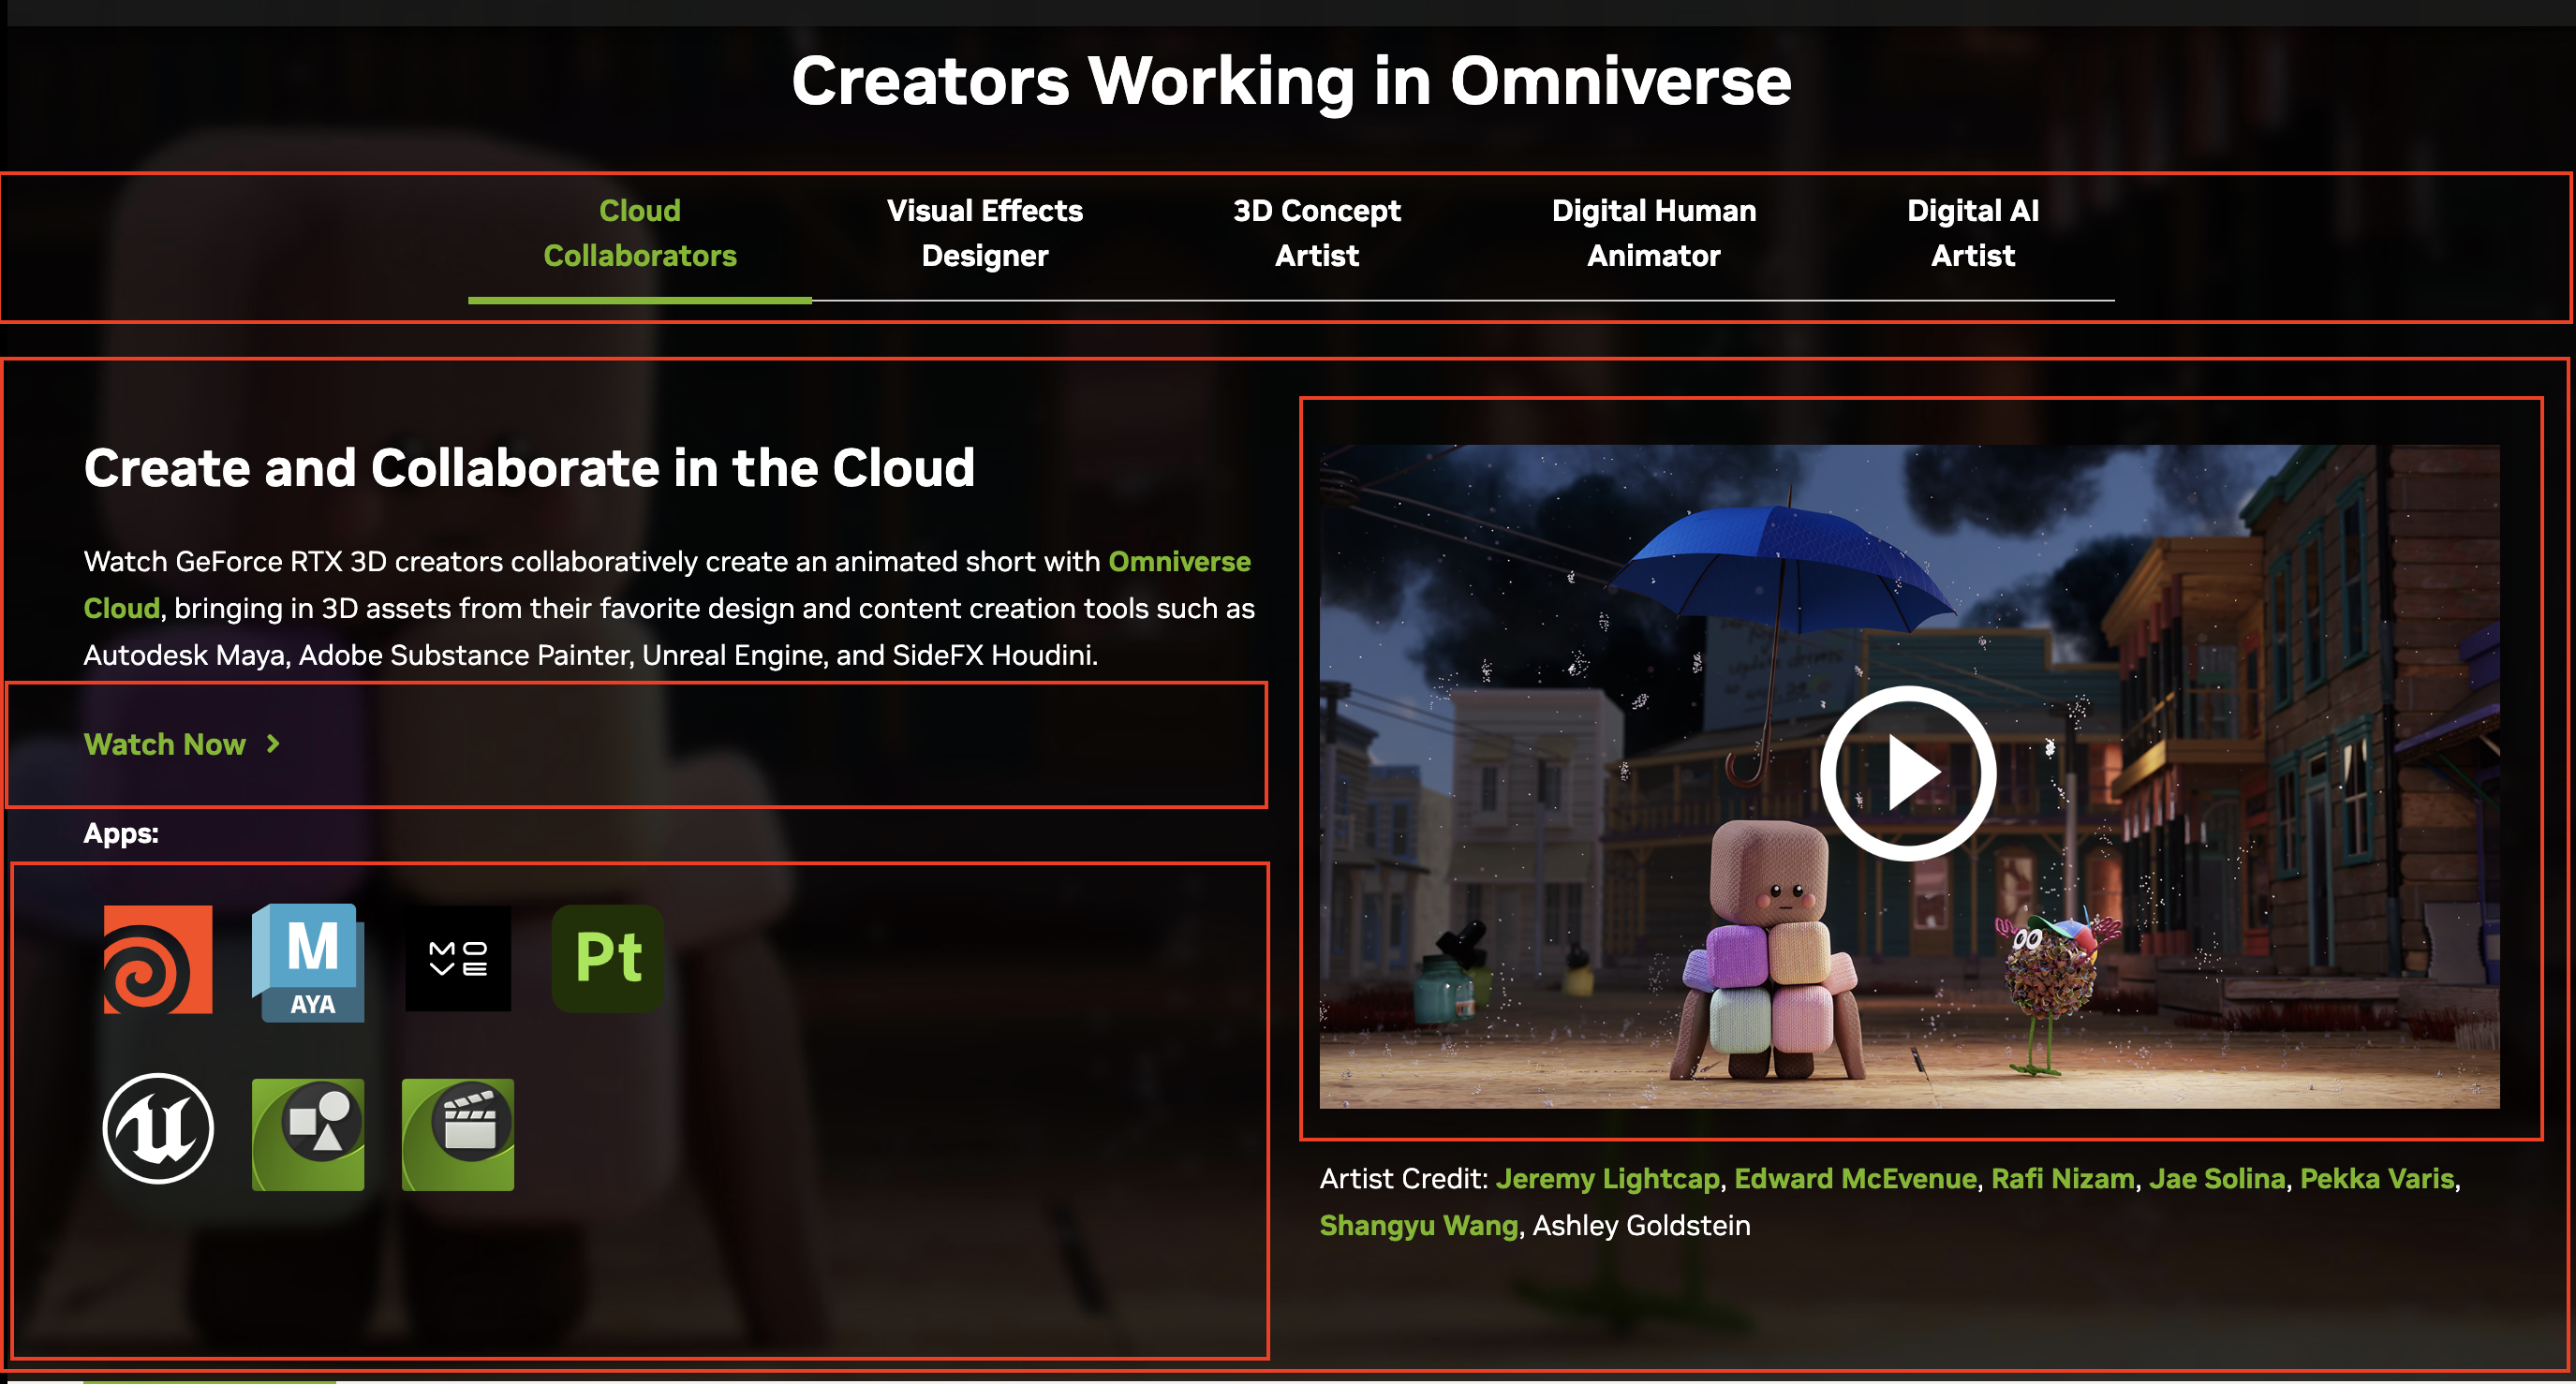 Creators Working in Omniverse
Cloud
Collaborators
Visual Effects
Designer
3D Concept
Artist
Digital Human
Animator
Digital AI
Artist
Create and Collaborate in the Cloud
Watch GeForce RTX 3D creators collaboratively create an animated short with Omniverse
Cloud, bringing in 3D assets from their favorite design and content creation tools such as
Autodesk Maya, Adobe Substance Painter, Unreal Engine, and SideFX Houdini.
Watch Now
Apps:
M
AYA
MO
VE
Pt
U
Artist Credit: Jeremy Lightcap, Edward McEvenue, Rafi Nizam, Jae Solina, Pekka Varis,
Shangyu Wang, Ashley Goldstein